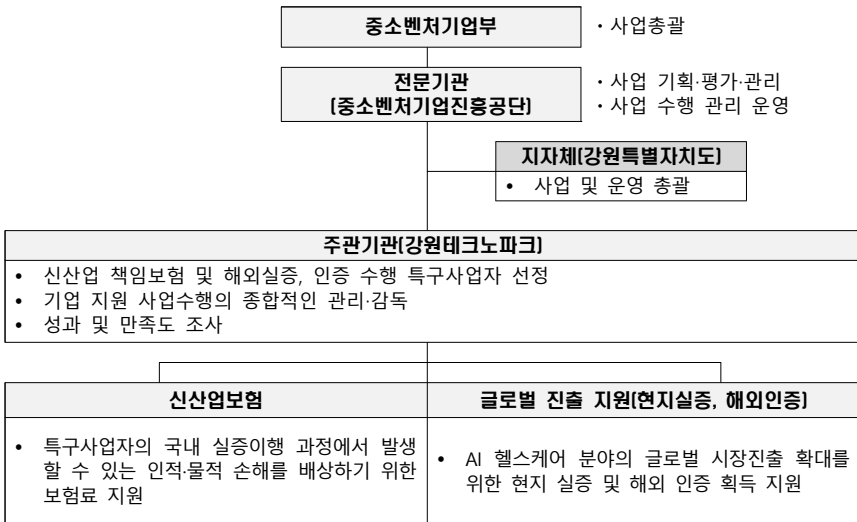 중소벤처기업부
·사업총괄
전문기관
(중소벤처기업진흥공단)
·사업 기획·평가·관리
·사업 수행 관리 운영
지자체(강원특별자치도)
• 사업 및 운영 총괄
주관기관(강원테크노파크)
• 신산업 책임보험 및 해외실증, 인증 수행 특구사업자 선정
• 기업 지원 사업수행의 종합적인 관리·감독
• 성과 및 만족도 조사
신산업보험
• 특구사업자의 국내 실증이행 과정에서 발생
할 수 있는 인적·물적 손해를 배상하기 위한
보험료 지원
글로벌 진출 지원(현지실증, 해외인증)
• AI 헬스케어 분야의 글로벌 시장진출 확대를
위한 현지 실증 및 해외 인증 획득 지원